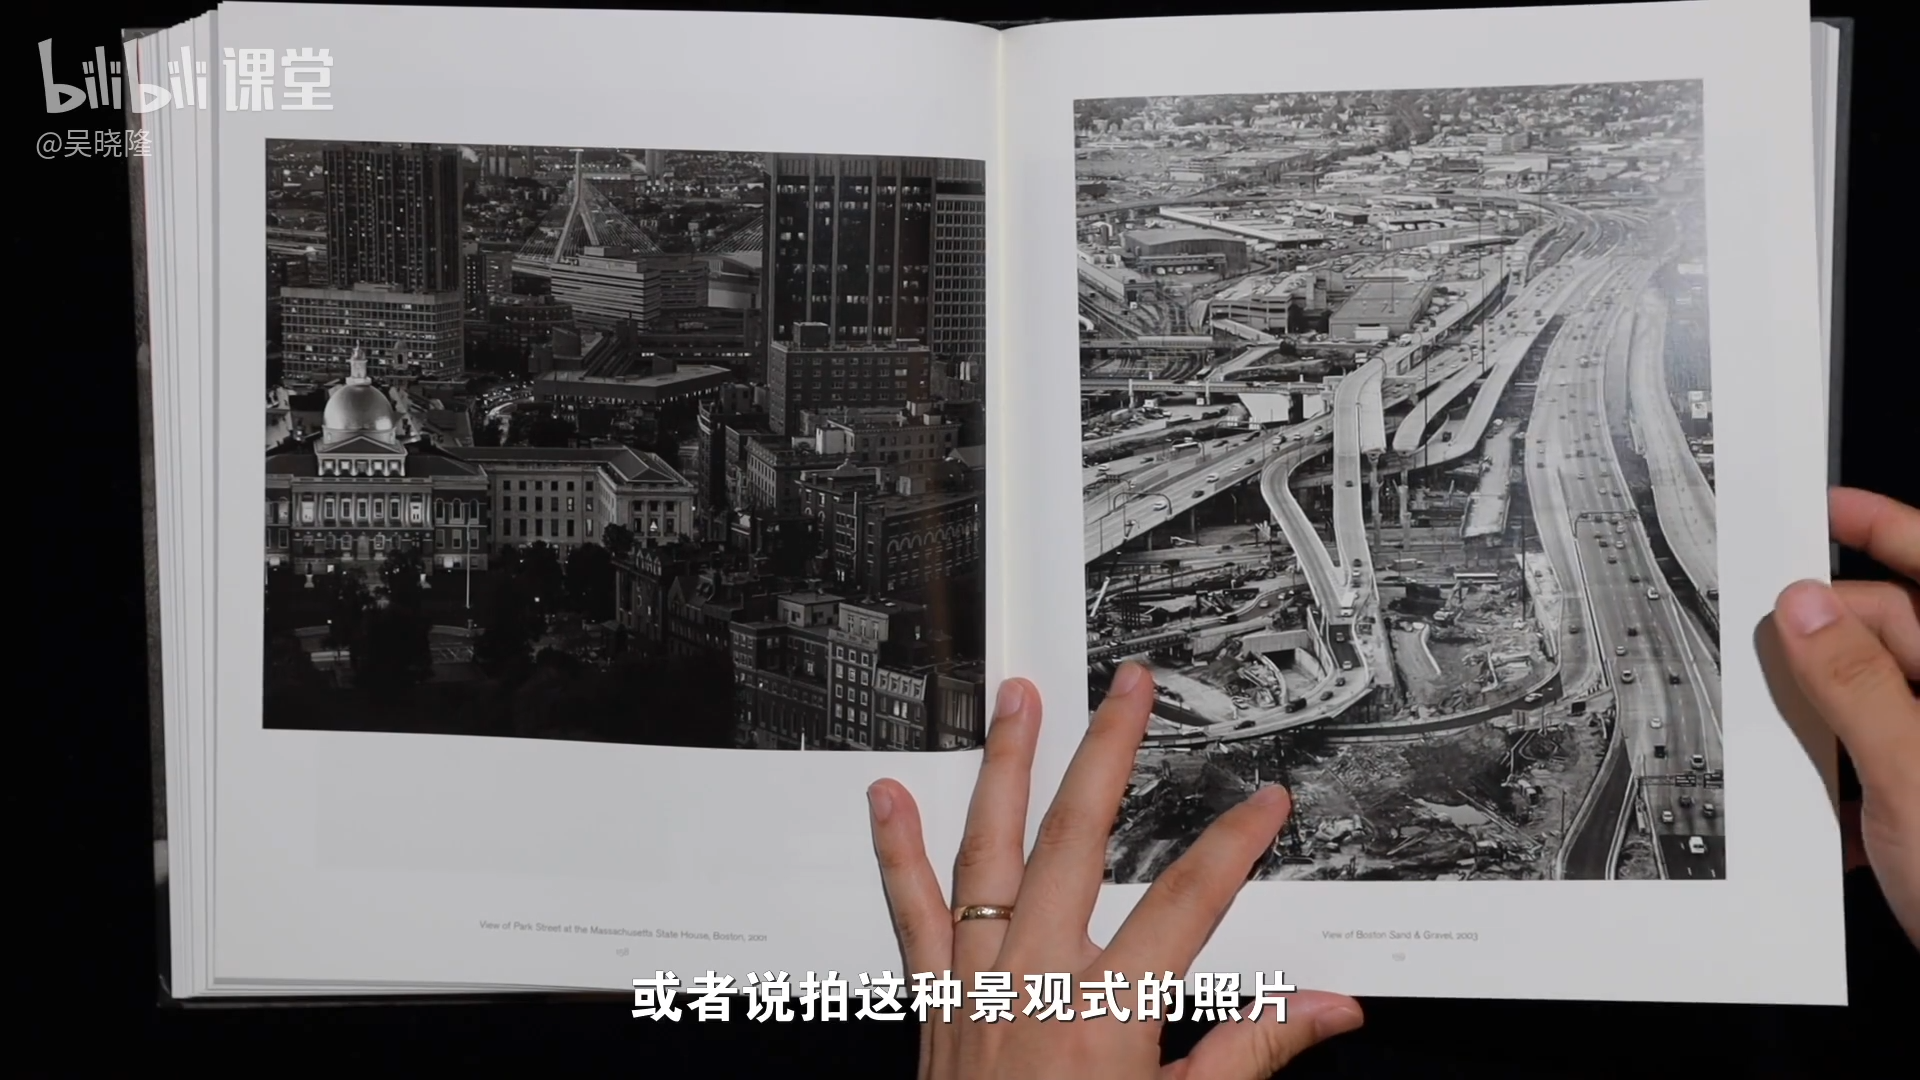 bilibili课堂
@吴晓隆
View of Park Street at the Massachusetts State House, Boston, 2001
158
View of Boston Sand & Gravel, 2003
159
或者说拍这种景观式的照片